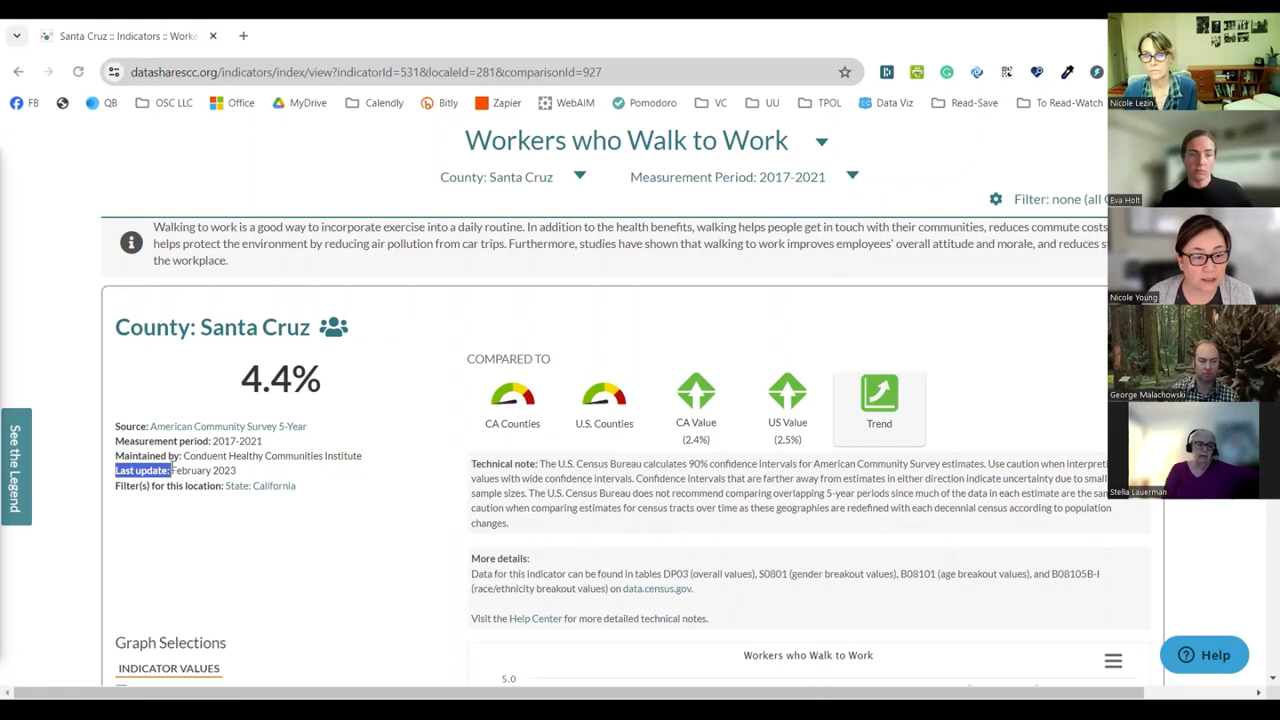 Santa Cruz :: Indicators :: Worke
datasharescc.org/indicators/index/view?indicatorId=531&localeId=281&comparisonId=927
FB
QB
OSC LLC
Office
MyDrive
Calendly
Bitly
Zapier
WebAIM
Pomodoro
VC
UU
TPOL
Data Viz
Read-Save
To Read-Watch
Workers who Walk to Work
County: Santa Cruz
Measurement Period: 2017-2021
Filter: none (all
Walking to work is a good way to incorporate exercise into a daily routine. In addition to the health benefits, walking helps people get in touch with their communities, reduces commute costs
helps protect the environment by reducing air pollution from car trips. Furthermore, studies have shown that walking to work improves employees' overall attitude and morale, and reduces s
the workplace.
County: Santa Cruz
4.4%
Source: American Community Survey 5-Year
Measurement period: 2017-2021
Maintained by: Conduent Healthy Communities Institute
Last update: February 2023
Filter(s) for this location: State: California
COMPARED TO
CA Counties
U.S. Counties
CA Value
(2.4%)
US Value
(2.5%)
Trend
Technical note: The U.S. Census Bureau calculates 90% confidence intervals for American Community Survey estimates. Use caution when interpreti
values with wide confidence intervals. Confidence intervals that are farther away from estimates in either direction indicate uncertainty due to small
sample sizes. The U.S. Census Bureau does not recommend comparing overlapping 5-year periods since much of the data in each estimate are the sam
caution when comparing estimates for census tracts over time as these geographies are redefined with each decennial census according to population
changes.
More details:
Data for this indicator can be found in tables DP03 (overall values), S0801 (gender breakout values), B08101 (age breakout values), and B08105B-I
(race/ethnicity breakout values) on data.census.gov.
Visit the Help Center for more detailed technical notes.
Graph Selections
INDICATOR VALUES
Workers who Walk to Work
5.0
See the Legend
Help
Nicole Lezin
Eva Holt
Nicole Young
George Malachowski
Stella Lauerman